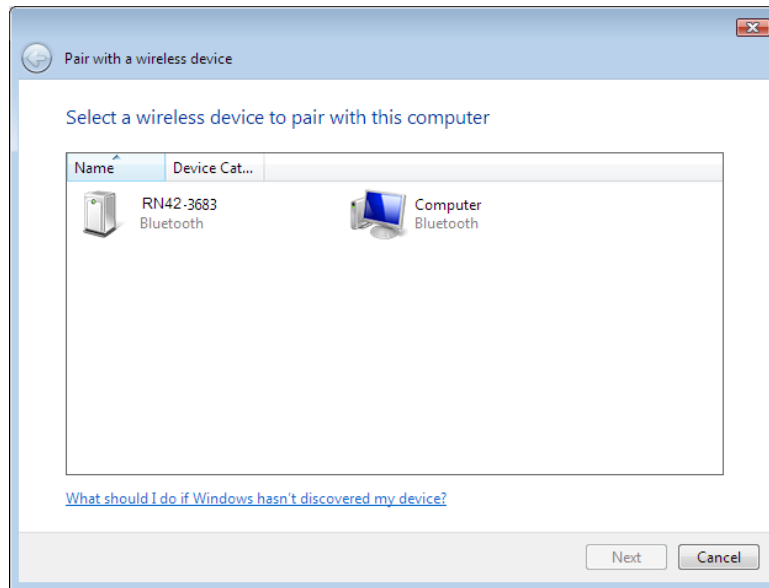 Pair with a wireless device
Select a wireless device to pair with this computer
Name Device Cat...
RN42-3683 Computer
Bluetooth Bluetooth
What should I do if Windows hasn't discovered my device?
Next Cancel